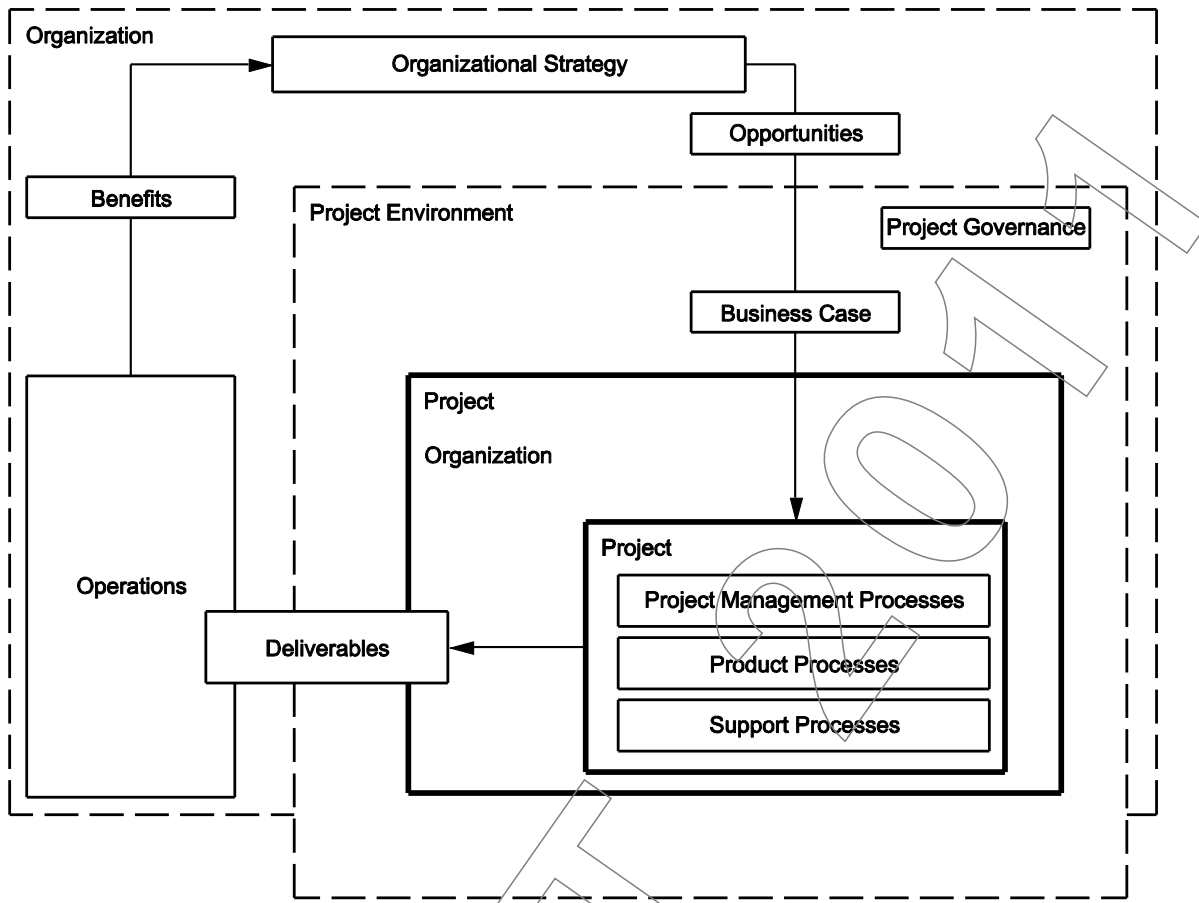 Organization
Organizational Strategy
Opportunities
Benefits
Project Environment
Project Governance
Business Case
Project
Organization
Project
Operations
Project Management Processes
Deliverables
Product Processes
Support Processes
2011